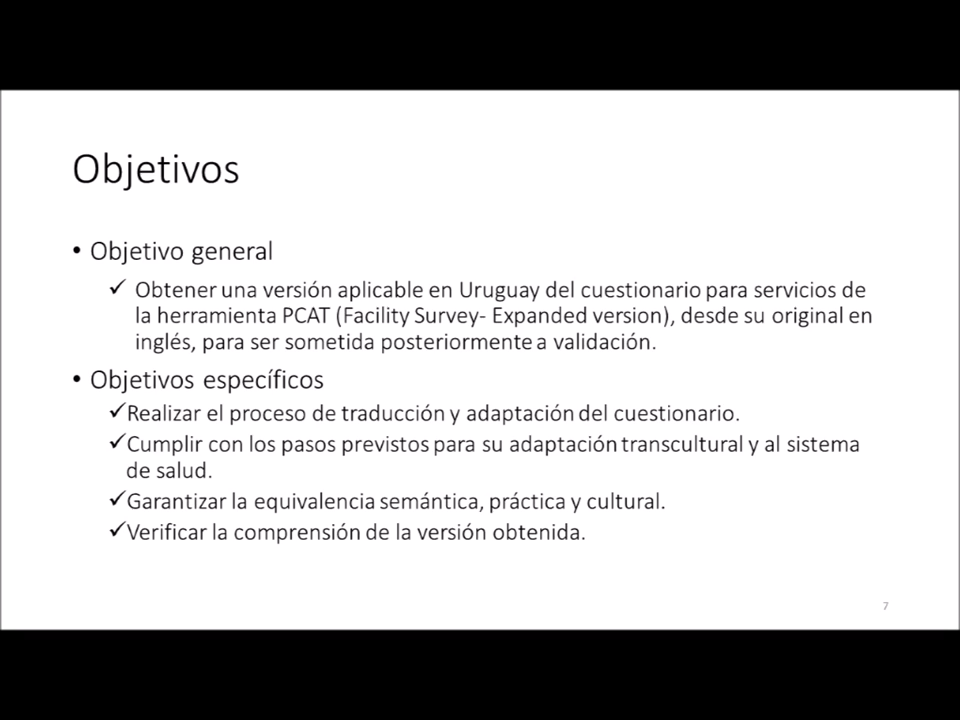 Objetivos
• Objetivo general
✓ Obtener una versión aplicable en Uruguay del cuestionario para servicios de
la herramienta PCAT (Facility Survey- Expanded version), desde su original en
inglés, para ser sometida posteriormente a validación.
• Objetivos específicos
✓Realizar el proceso de traducción y adaptación del cuestionario.
✓Cumplir con los pasos previstos para su adaptación transcultural y al sistema
de salud.
✓Garantizar la equivalencia semántica, práctica y cultural.
✓Verificar la comprensión de la versión obtenida.
7